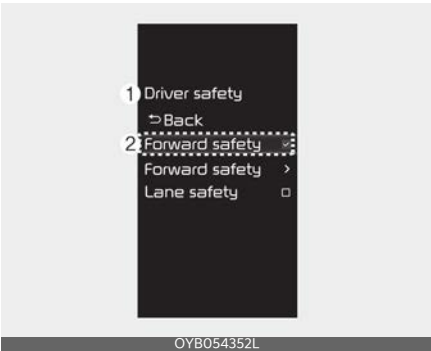 1 Driver safety
Back
2 Forward safety
Forward safety >
Lane safety
OYB054352L